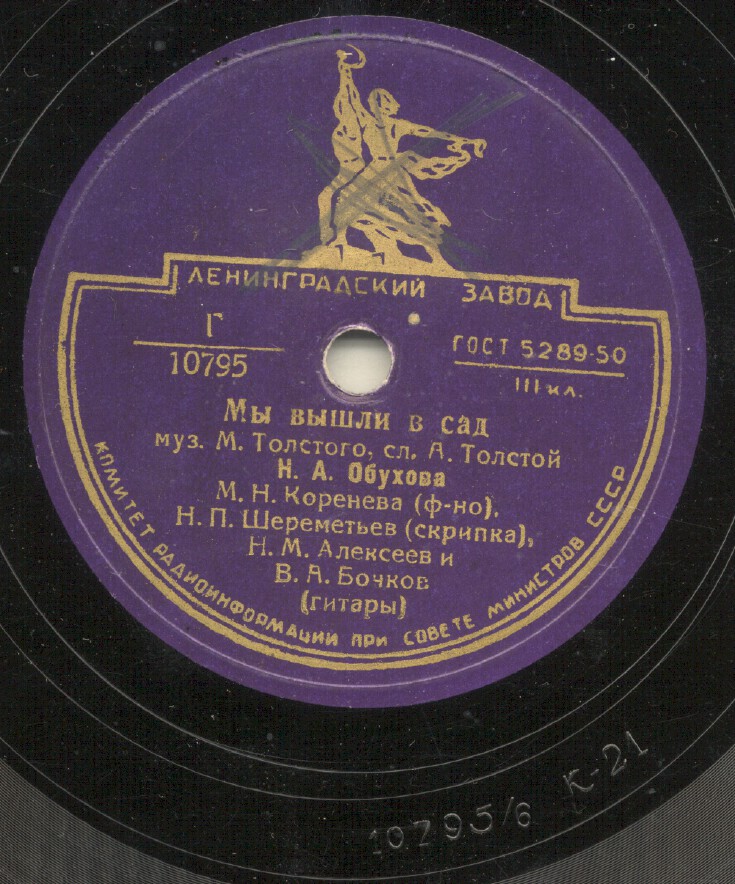 ЛЕНИНГРАДСКИЙ ЗАВОД
Г
10795
ГОСТ 5289-50
III кл.
Мы вышли в сад
муз. М. Толстого, сл. А. Толстой
Н. А. Обухова
М. Н. Коренева (ф-но),
Н. П. Шереметьев (скрипка),
Н. М. Алексеев и
В. А. Бочков
(гитары)
КОМИТЕТ РАДИОИНФОРМАЦИИ ПРИ СОВЕТЕ МИНИСТРОВ СССР
10795/6 К-21